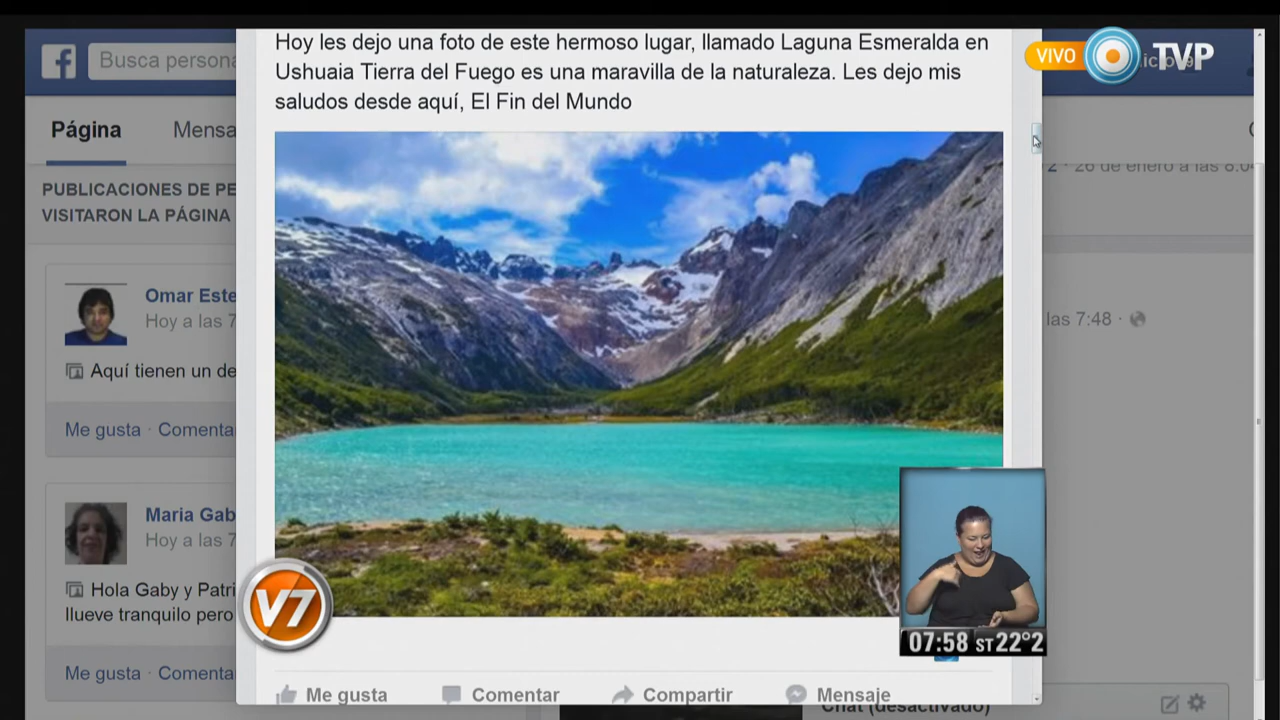 Hoy les dejo una foto de este hermoso lugar, llamado Laguna Esmeralda en
Ushuaia Tierra del Fuego es una maravilla de la naturaleza. Les dejo mis
saludos desde aquí, El Fin del Mundo
VIVO TVP
Busca persona
Página Mensa
26 de enero a las 8:0
PUBLICACIONES DE PE
VISITARON LA PÁGINA
Omar Este
Hoy a las 7
las 7:48 ·
Aquí tienen un de
Me gusta · Comenta
Maria Gab
Hoy a las 7
Hola Gaby y Patri
llueve tranquilo pero
V7
07:58 ST 22°2
Me gusta · Comenta
Me gusta Comentar Compartir Mensaje
Chat (desactivado)